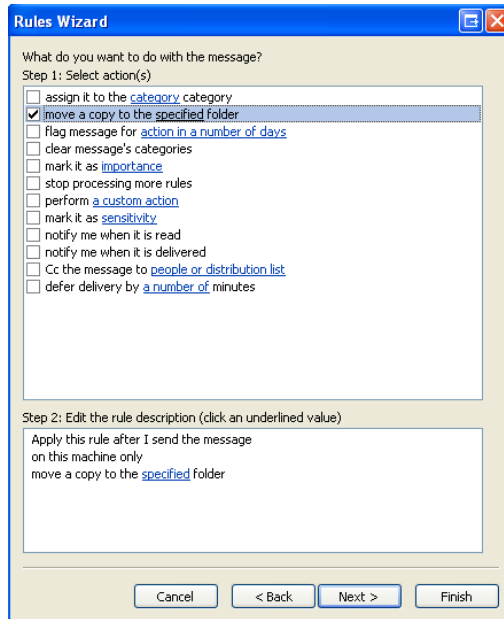 Rules Wizard
What do you want to do with the message?
Step 1: Select action(s)
assign it to the category category
move a copy to the specified folder
flag message for action in a number of days
clear message's categories
mark it as importance
stop processing more rules
perform a custom action
mark it as sensitivity
notify me when it is read
notify me when it is delivered
Cc the message to people or distribution list
defer delivery by a number of minutes
Step 2: Edit the rule description (click an underlined value)
Apply this rule after I send the message
on this machine only
move a copy to the specified folder
Cancel < Back Next > Finish